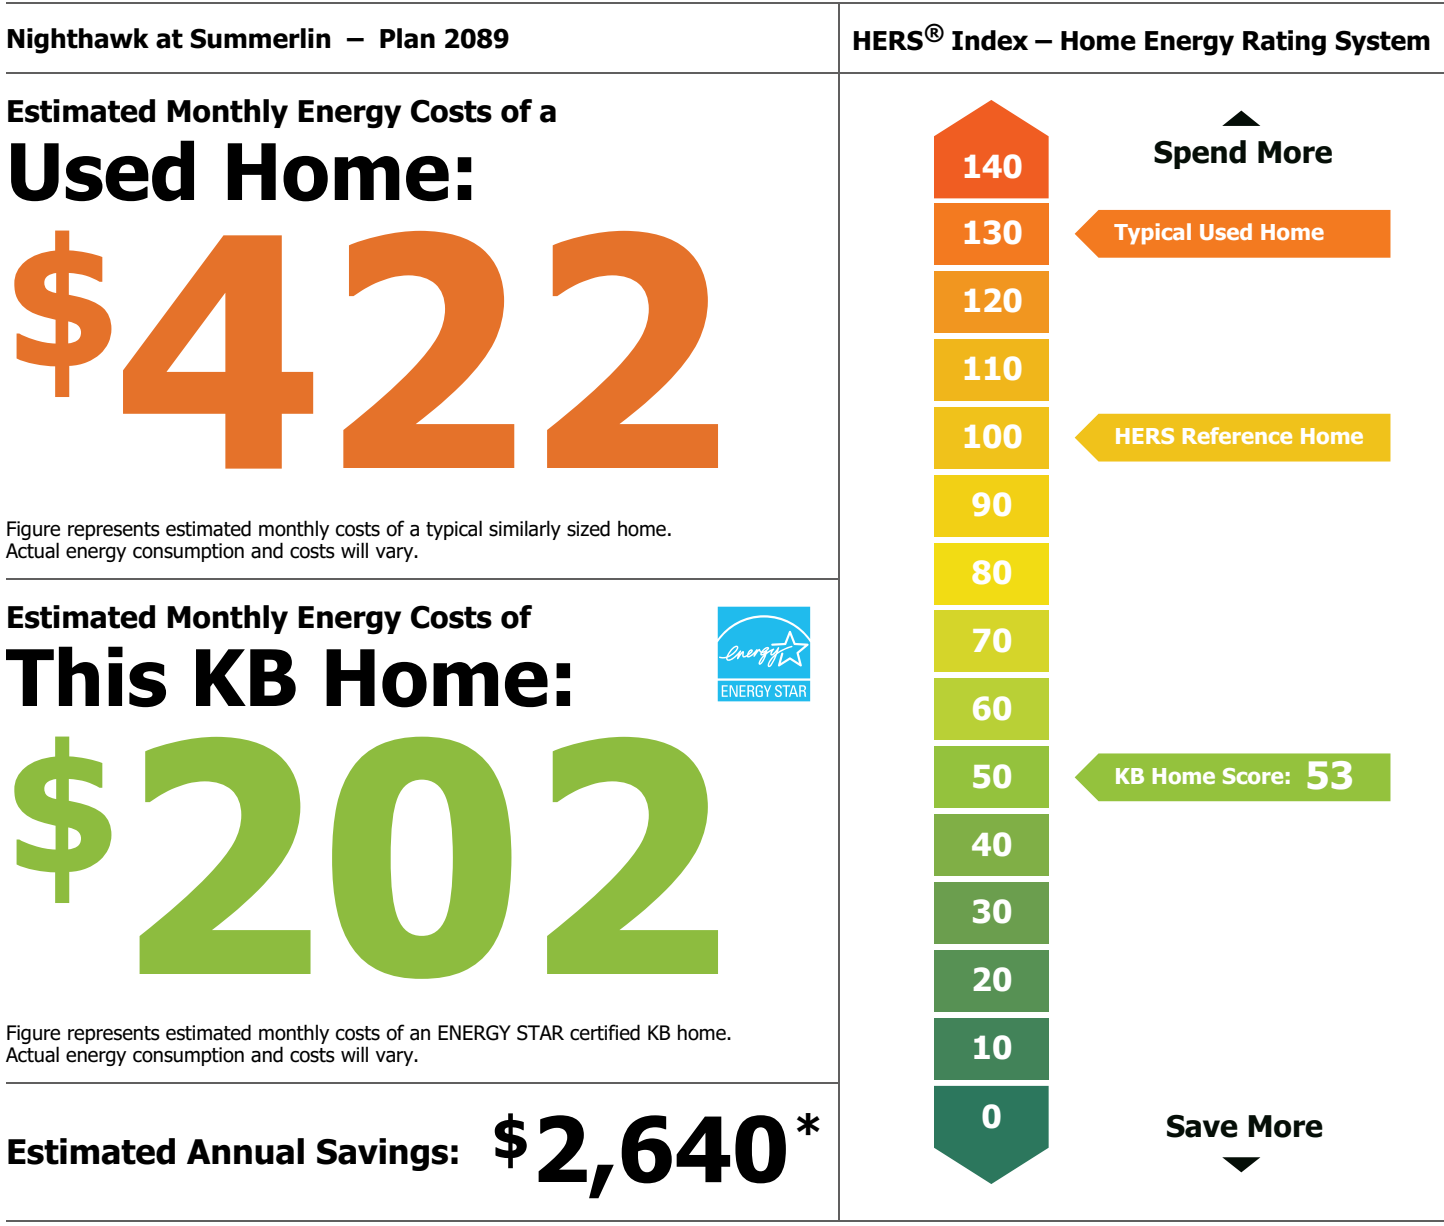 Nighthawk at Summerlin – Plan 2089
Estimated Monthly Energy Costs of a
Used Home:
$422
Figure represents estimated monthly costs of a typical similarly sized home.
Actual energy consumption and costs will vary.
Estimated Monthly Energy Costs of
This KB Home:
energy
ENERGY STAR
$202
Figure represents estimated monthly costs of an ENERGY STAR certified KB home.
Actual energy consumption and costs will vary.
Estimated Annual Savings: $2,640*
HERS® Index – Home Energy Rating System
Spend More
140
130 Typical Used Home
120
110
100 HERS Reference Home
90
80
70
60
50 KB Home Score: 53
40
30
20
10
0
Save More